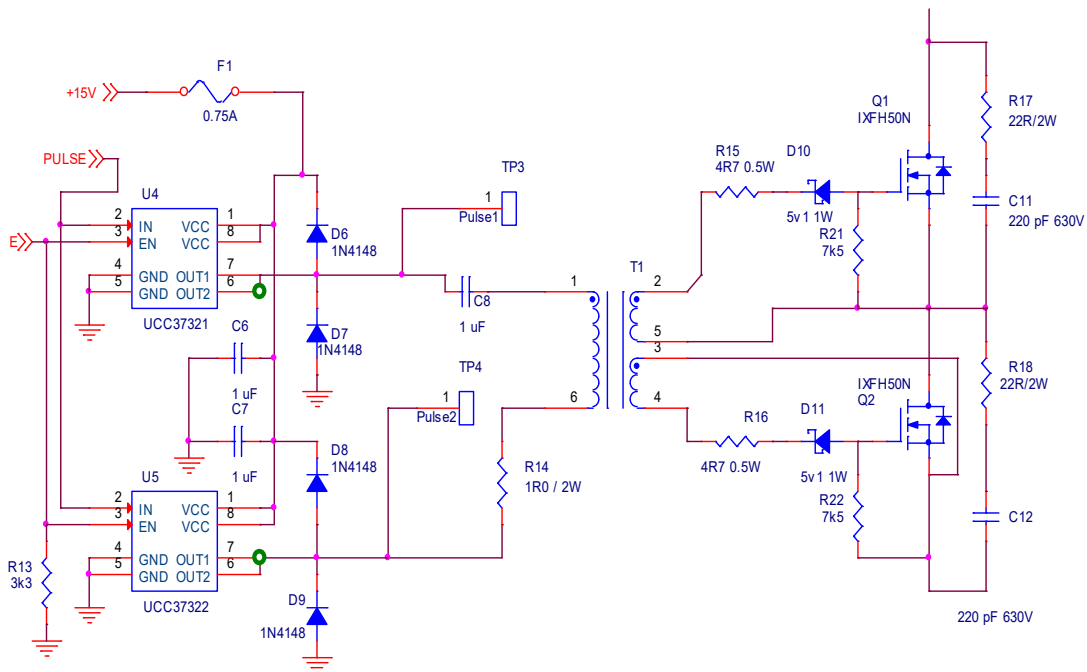 F1
+15V
0.75A
PULSE
U4
2
IN
VCC
1
3
EN
VCC
8
E
4
GND
OUT1
7
5
GND
OUT2
6
UCC37321
D6
1N4148
D7
1N4148
TP3
1
Pulse1
C8
1 uF
C6
1 uF
C7
1 uF
TP4
1
Pulse2
D8
1N4148
R14
1R0 / 2W
U5
2
IN
VCC
1
3
EN
VCC
8
4
GND
OUT1
7
5
GND
OUT2
6
UCC37322
R13
3k3
D9
1N4148
T1
1
2
5
3
6
4
R15
4R7 0.5W
D10
5v1 1W
R21
7k5
Q1
IXFH50N
R17
22R/2W
C11
220 pF 630V
R16
4R7 0.5W
D11
5v1 1W
R22
7k5
IXFH50N
Q2
R18
22R/2W
C12
220 pF 630V